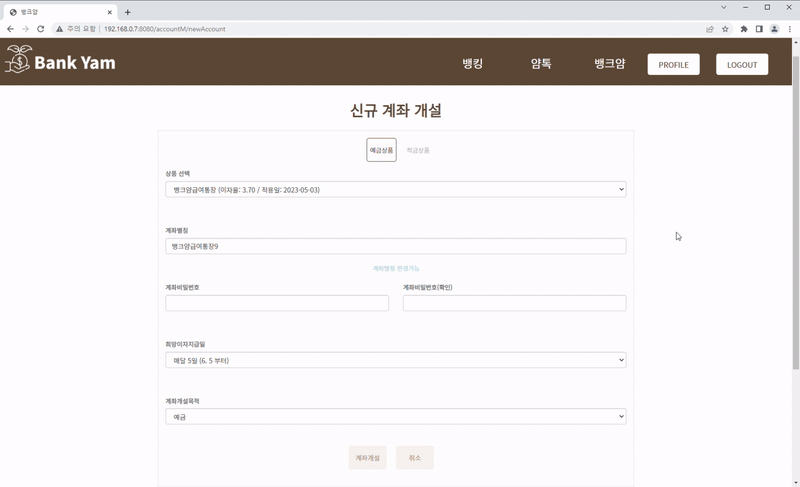 뱅크얌
주의 요함
192.168.0.7:8080/accountM/newAccount
Bank Yam
뱅킹
얌톡
뱅크얌
PROFILE
LOGOUT
신규 계좌 개설
예금상품
적금상품
상품 선택
뱅크얌급여통장 (이자율: 3.70 / 적용일: 2023-05-03)
계좌별칭
뱅크얌급여통장9
계좌별칭 변경가능
계좌비밀번호
계좌비밀번호(확인)
희망이자지급일
매달 5일 (6. 5 부터)
계좌개설목적
예금
계좌개설
취소